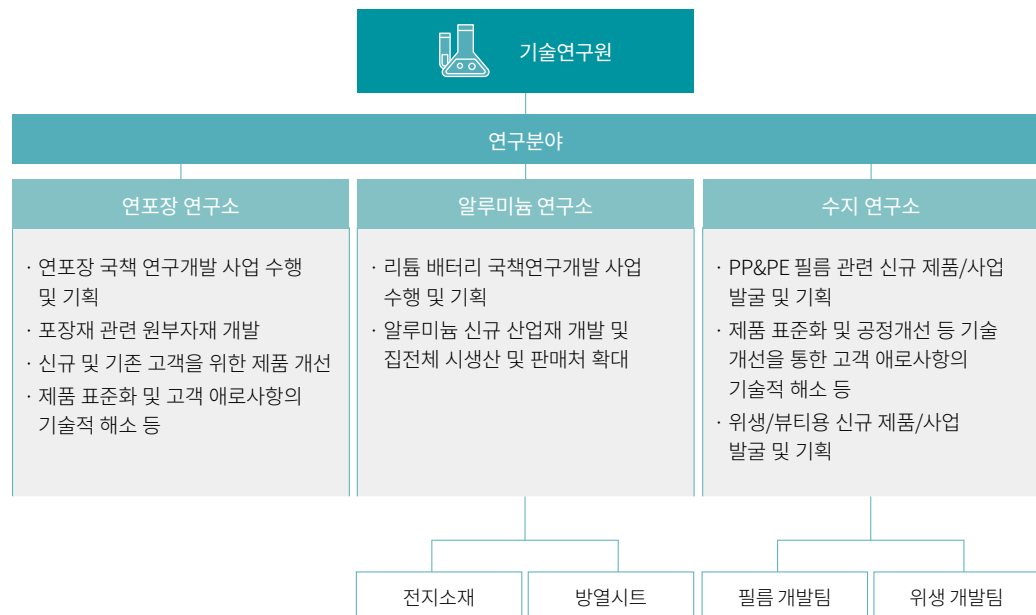 기술연구원
연구분야
연포장 연구소
· 연포장 국책 연구개발 사업 수행
및 기획
· 포장재 관련 원부자재 개발
· 신규 및 기존 고객을 위한 제품 개선
· 제품 표준화 및 고객 애로사항의
기술적 해소 등
알루미늄 연구소
· 리튬 배터리 국책연구개발 사업
수행 및 기획
· 알루미늄 신규 산업재 개발 및
집전체 시생산 및 판매처 확대
수지 연구소
· PP&PE 필름 관련 신규 제품/사업
발굴 및 기획
· 제품 표준화 및 공정개선 등 기술
개선을 통한 고객 애로사항의
기술적 해소 등
· 위생/뷰티용 신규 제품/사업
발굴 및 기획
전지소재
방열시트
필름 개발팀
위생 개발팀